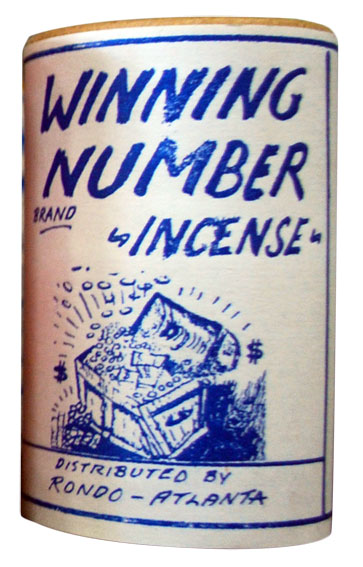 WINNING
NUMBER
BRAND
INCENSE
$ $
DISTRIBUTED BY
RONDO - ATLANTA